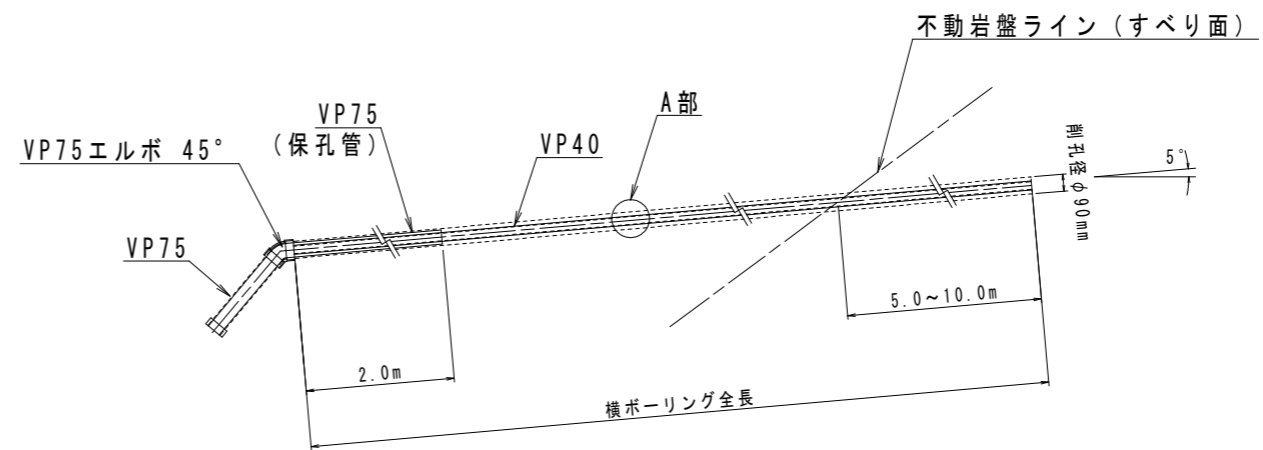 不動岩盤ライン(すべり面)
A部
VP75
(保孔管)
VP40
VP75エルボ 45°
VP75
削孔径φ90mm
5°
5.0~10.0m
2.0m
横ボーリング全長